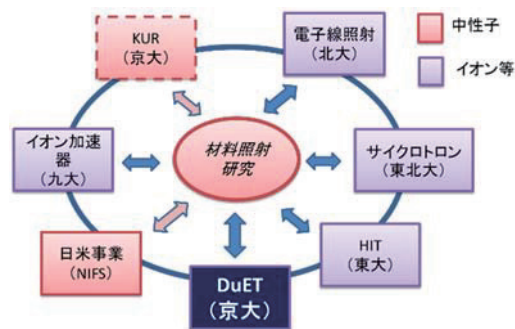 KUR
(京大)
電子線照射
(北大)
中性子
イオン等
イオン加速
器(九大)
材料照射
研究
サイクロトロン
(東北大)
日米事業
(NIFS)
DuET
(京大)
HIT
(東大)